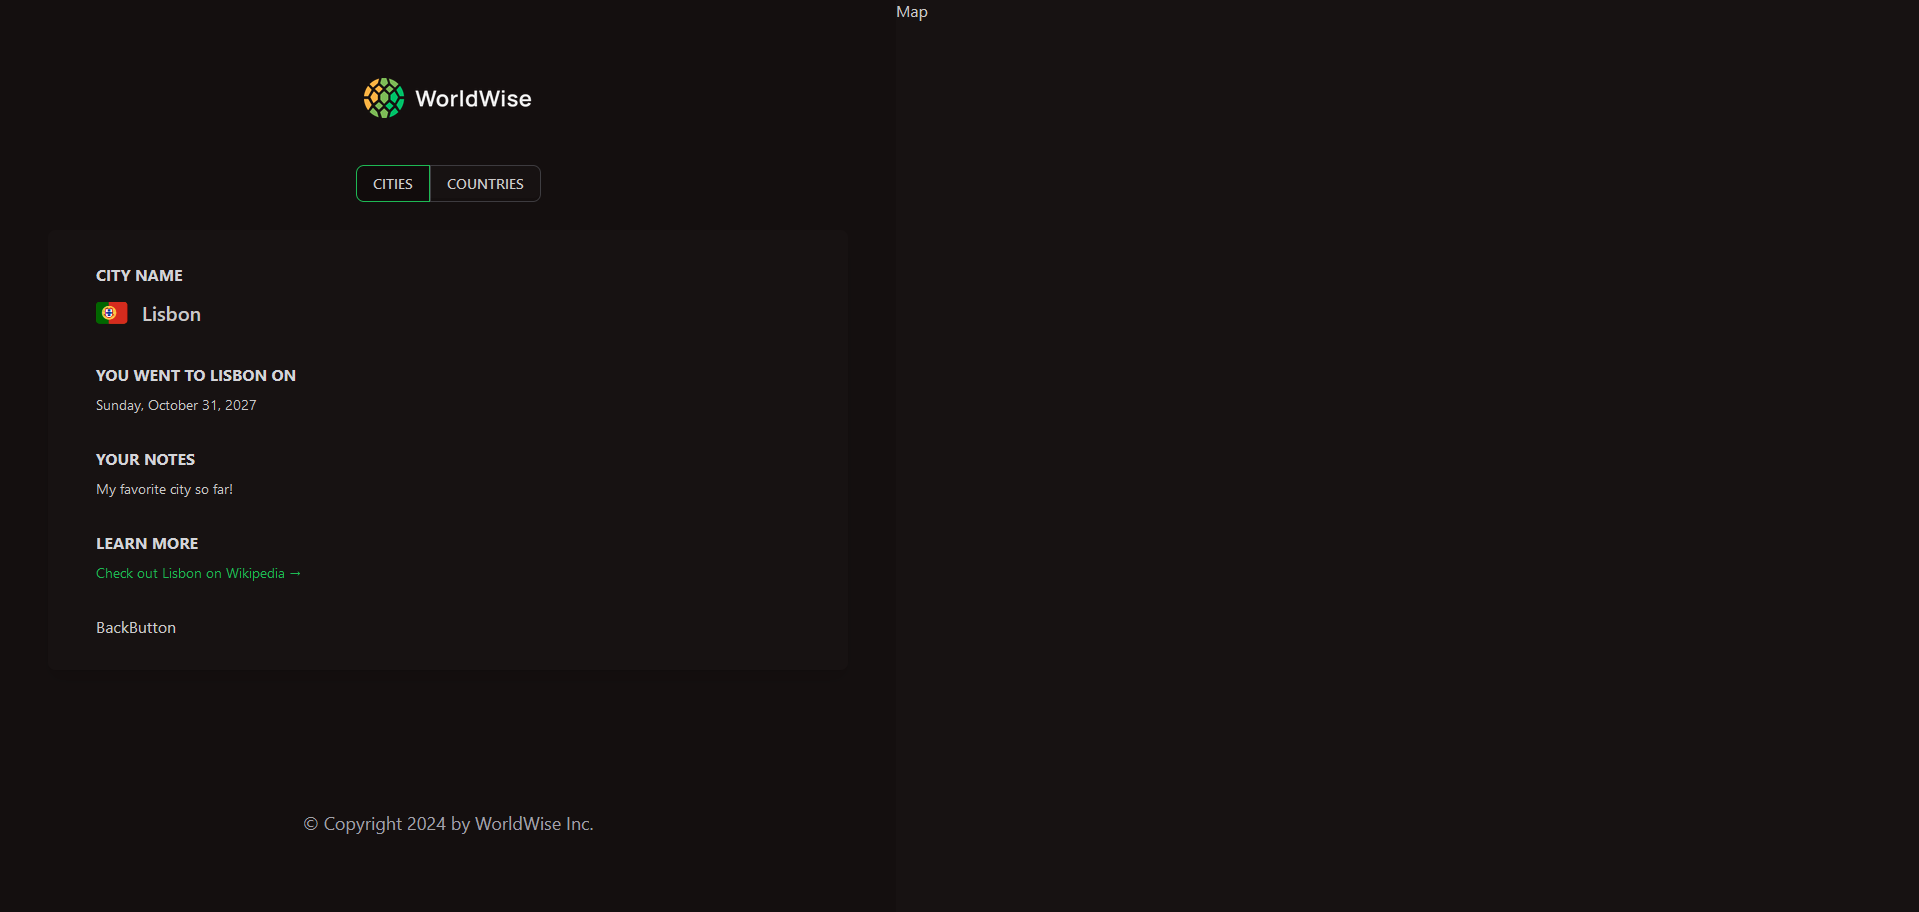 Map
WorldWise
CITIES
COUNTRIES
CITY NAME
Lisbon
YOU WENT TO LISBON ON
Sunday, October 31, 2027
YOUR NOTES
My favorite city so far!
LEARN MORE
Check out Lisbon on Wikipedia →
BackButton
© Copyright 2024 by WorldWise Inc.